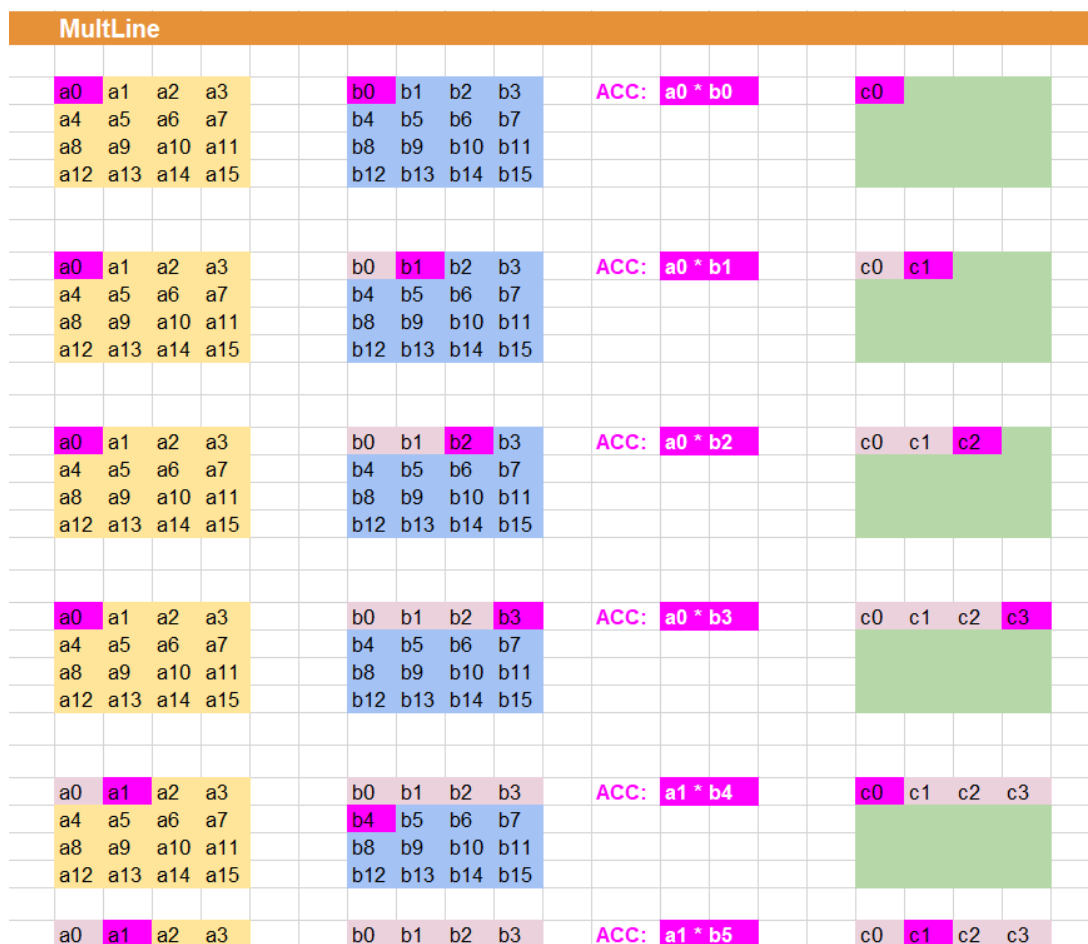 MultLine
a0 a1 a2 a3 b0 b1 b2 b3 ACC: a0 * b0 c0
a4 a5 a6 a7 b4 b5 b6 b7
a8 a9 a10 a11 b8 b9 b10 b11
a12 a13 a14 a15 b12 b13 b14 b15
a0 a1 a2 a3 b0 b1 b2 b3 ACC: a0 * b1 c0 c1
a4 a5 a6 a7 b4 b5 b6 b7
a8 a9 a10 a11 b8 b9 b10 b11
a12 a13 a14 a15 b12 b13 b14 b15
a0 a1 a2 a3 b0 b1 b2 b3 ACC: a0 * b2 c0 c1 c2
a4 a5 a6 a7 b4 b5 b6 b7
a8 a9 a10 a11 b8 b9 b10 b11
a12 a13 a14 a15 b12 b13 b14 b15
a0 a1 a2 a3 b0 b1 b2 b3 ACC: a0 * b3 c0 c1 c2 c3
a4 a5 a6 a7 b4 b5 b6 b7
a8 a9 a10 a11 b8 b9 b10 b11
a12 a13 a14 a15 b12 b13 b14 b15
a0 a1 a2 a3 b0 b1 b2 b3 ACC: a1 * b4 c0 c1 c2 c3
a4 a5 a6 a7 b4 b5 b6 b7
a8 a9 a10 a11 b8 b9 b10 b11
a12 a13 a14 a15 b12 b13 b14 b15
a0 a1 a2 a3 b0 b1 b2 b3 ACC: a1 * b5 c0 c1 c2 c3